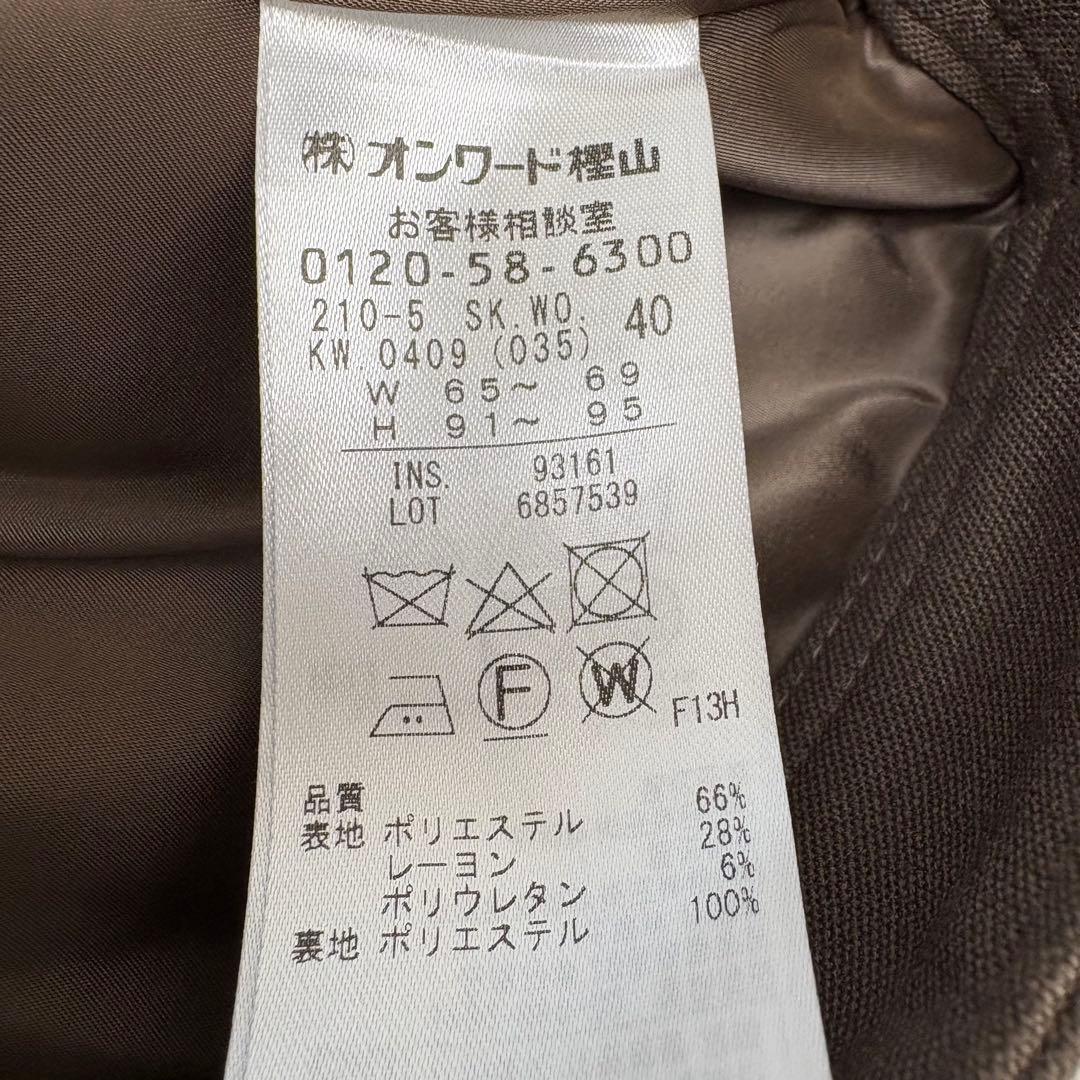 (株)オンワード樫山
お客様相談室
0120-58-6300
210-5 SK.WO. 40
KW.0409 (035)
W 65~ 69
H 91~ 95
INS. 93161
LOT 6857539
F W F13H
品質
表地 ポリエステル 66%
レーヨン 28%
ポリウレタン 6%
裏地 ポリエステル 100%